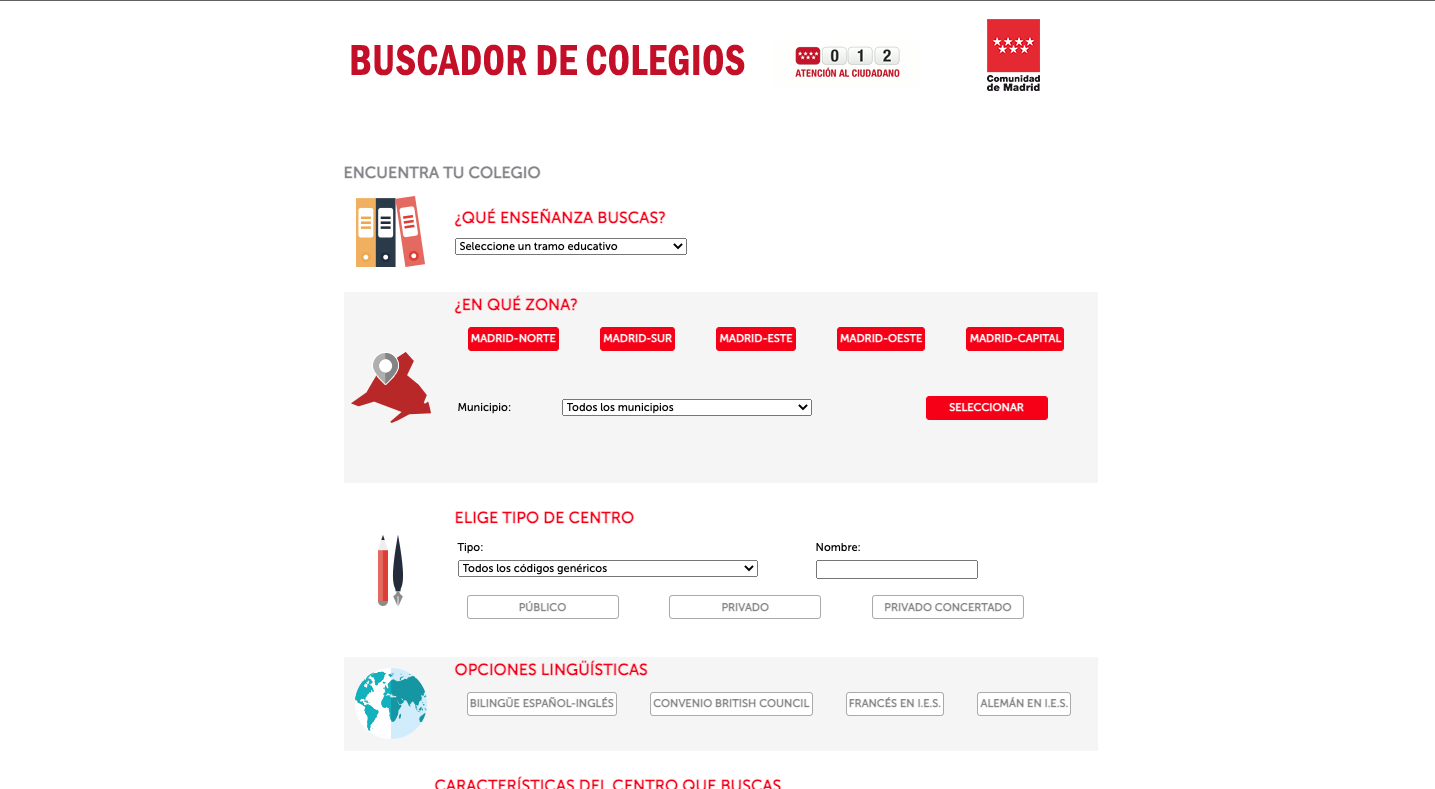 BUSCADOR DE COLEGIOS
0 1 2
ATENCIÓN AL CIUDADANO
Comunidad
de Madrid
ENCUENTRA TU COLEGIO
¿QUÉ ENSEÑANZA BUSCAS?
Seleccione un tramo educativo
¿EN QUÉ ZONA?
MADRID-NORTE MADRID-SUR MADRID-ESTE MADRID-OESTE MADRID-CAPITAL
Municipio: Todos los municipios SELECCIONAR
ELIGE TIPO DE CENTRO
Tipo: Nombre:
Todos los códigos genéricos
PÚBLICO PRIVADO PRIVADO CONCERTADO
OPCIONES LINGÜÍSTICAS
BILINGÜE ESPAÑOL-INGLÉS CONVENIO BRITISH COUNCIL FRANCÉS EN I.E.S. ALEMÁN EN I.E.S.
CARACTERÍSTICAS DEL CENTRO QUE BUSCAS